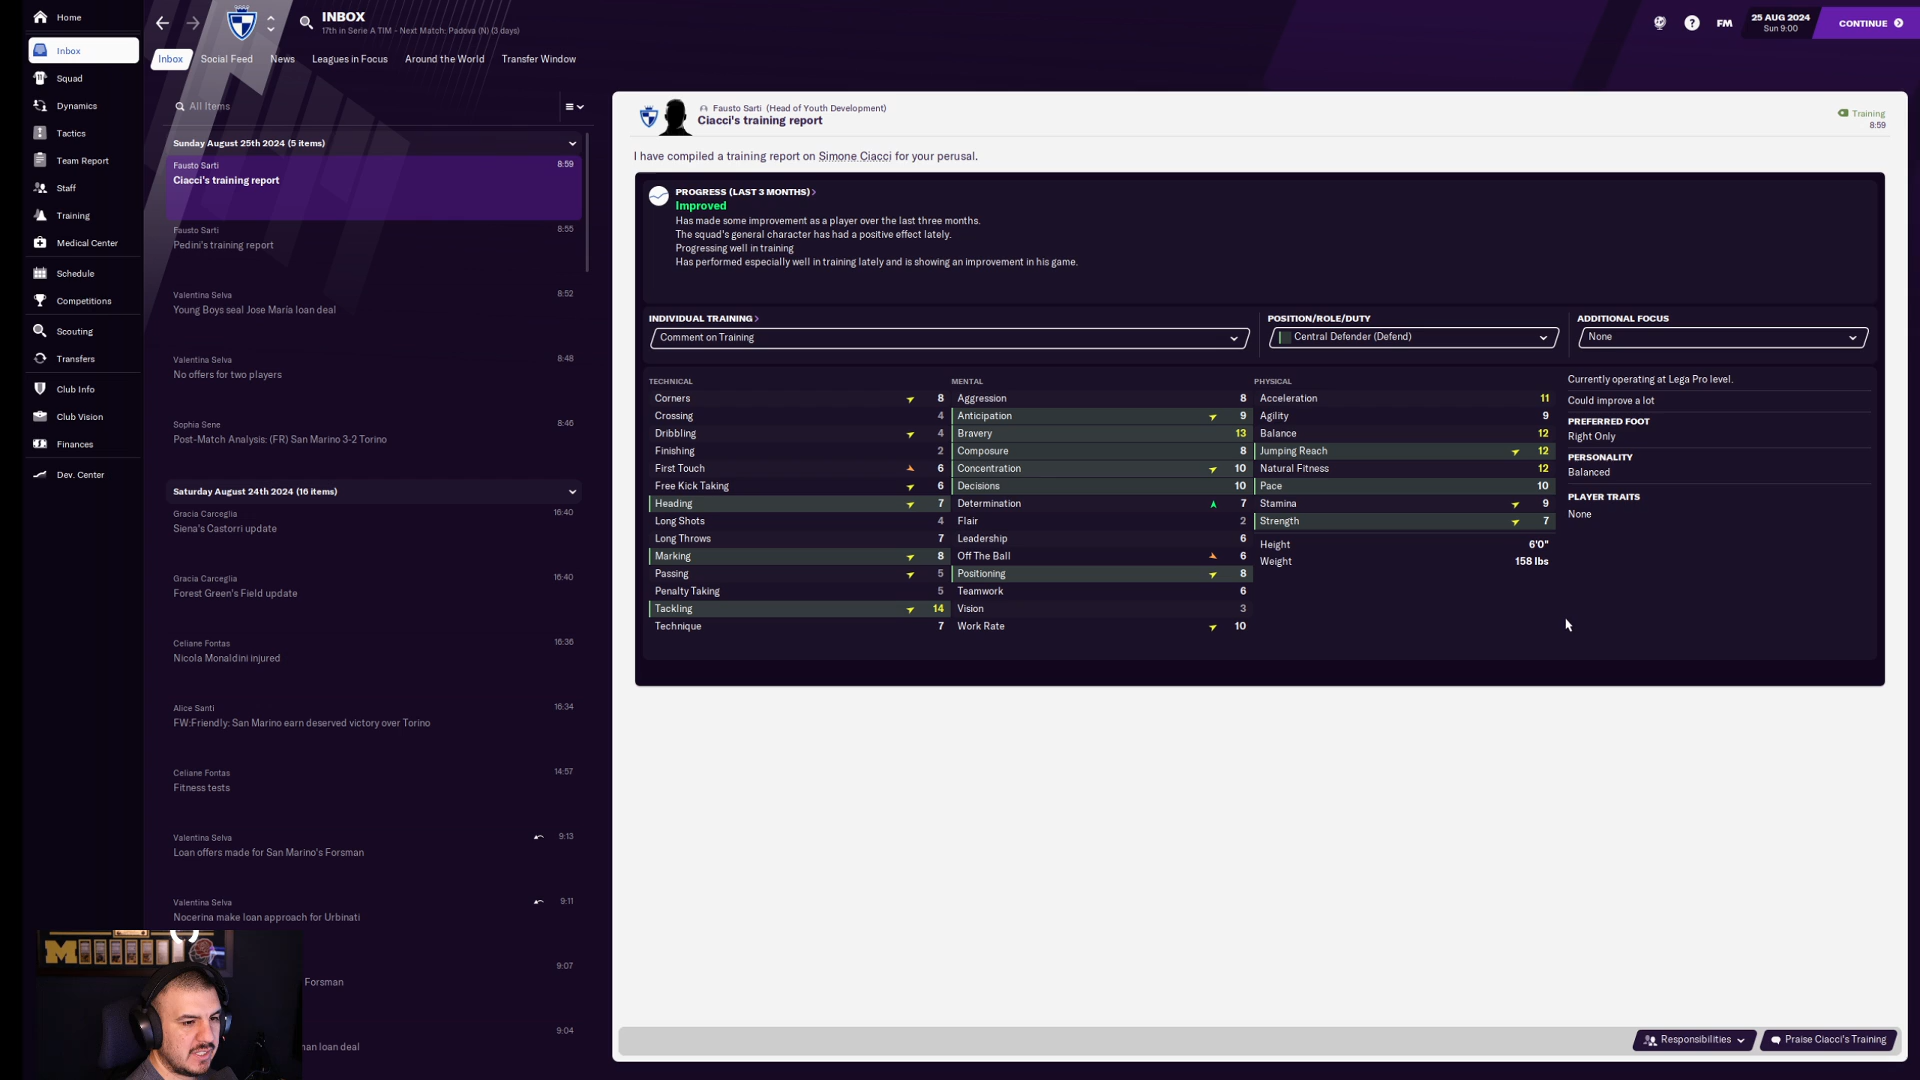 Home
Inbox
Squad
Dynamics
Tactics
Team Report
Staff
Training
Medical Center
Schedule
Competitions
Scouting
Transfers
Club Info
Club Vision
Finances
Dev. Center
INBOX
17th in Serie A TIM - Next Match: Padova (N) (3 days)
FM
25 AUG 2024
Sun 9:00
CONTINUE
Inbox Social Feed News Leagues in Focus Around the World Transfer Window
All Items
Sunday August 25th 2024 (5 items)
Fausto Sarti 8:59
Ciacci's training report
Fausto Sarti 8:55
Pedini's training report
Valentina Selva 8:52
Young Boys seal Jose María loan deal
Valentina Selva 8:48
No offers for two players
Sophia Sene 8:46
Post-Match Analysis: (FR) San Marino 3-2 Torino
Saturday August 24th 2024 (16 items)
Gracia Carceglia 16:40
Siena's Castorri update
Gracia Carceglia 16:40
Forest Green's Field update
Celiane Fontas 16:36
Nicola Monaldini injured
Alice Santi 16:34
FW:Friendly: San Marino earn deserved victory over Torino
Celiane Fontas 14:57
Fitness tests
Valentina Selva 9:13
Loan offers made for San Marino's Forsman
Valentina Selva 9:11
Nocerina make loan approach for Urbinati
9:07
Forsman
9:04
an loan deal
M
Fausto Sarti (Head of Youth Development)
Ciacci's training report
Training
8:59
I have compiled a training report on Simone Ciacci for your perusal.
PROGRESS (LAST 3 MONTHS)
Improved
Has made some improvement as a player over the last three months.
The squad's general character has had a positive effect lately.
Progressing well in training
Has performed especially well in training lately and is showing an improvement in his game.
INDIVIDUAL TRAINING POSITION/ROLE/DUTY ADDITIONAL FOCUS
Comment on Training Central Defender (Defend) None
TECHNICAL
Corners 8
Crossing 4
Dribbling 4
Finishing 2
First Touch 6
Free Kick Taking 6
Heading 7
Long Shots 4
Long Throws 7
Marking 8
Passing 5
Penalty Taking 5
Tackling 14
Technique 7
MENTAL
Aggression 8
Anticipation 9
Bravery 13
Composure 8
Concentration 10
Decisions 10
Determination 7
Flair 2
Leadership 6
Off The Ball 6
Positioning 8
Teamwork 6
Vision 3
Work Rate 10
PHYSICAL
Acceleration 11
Agility 9
Balance 12
Jumping Reach 12
Natural Fitness 12
Pace 10
Stamina 9
Strength 7
Height 6'0"
Weight 158 lbs
Currently operating at Lega Pro level.
Could improve a lot
PREFERRED FOOT
Right Only
PERSONALITY
Balanced
PLAYER TRAITS
None
Responsibilities
Praise Ciacci's Training